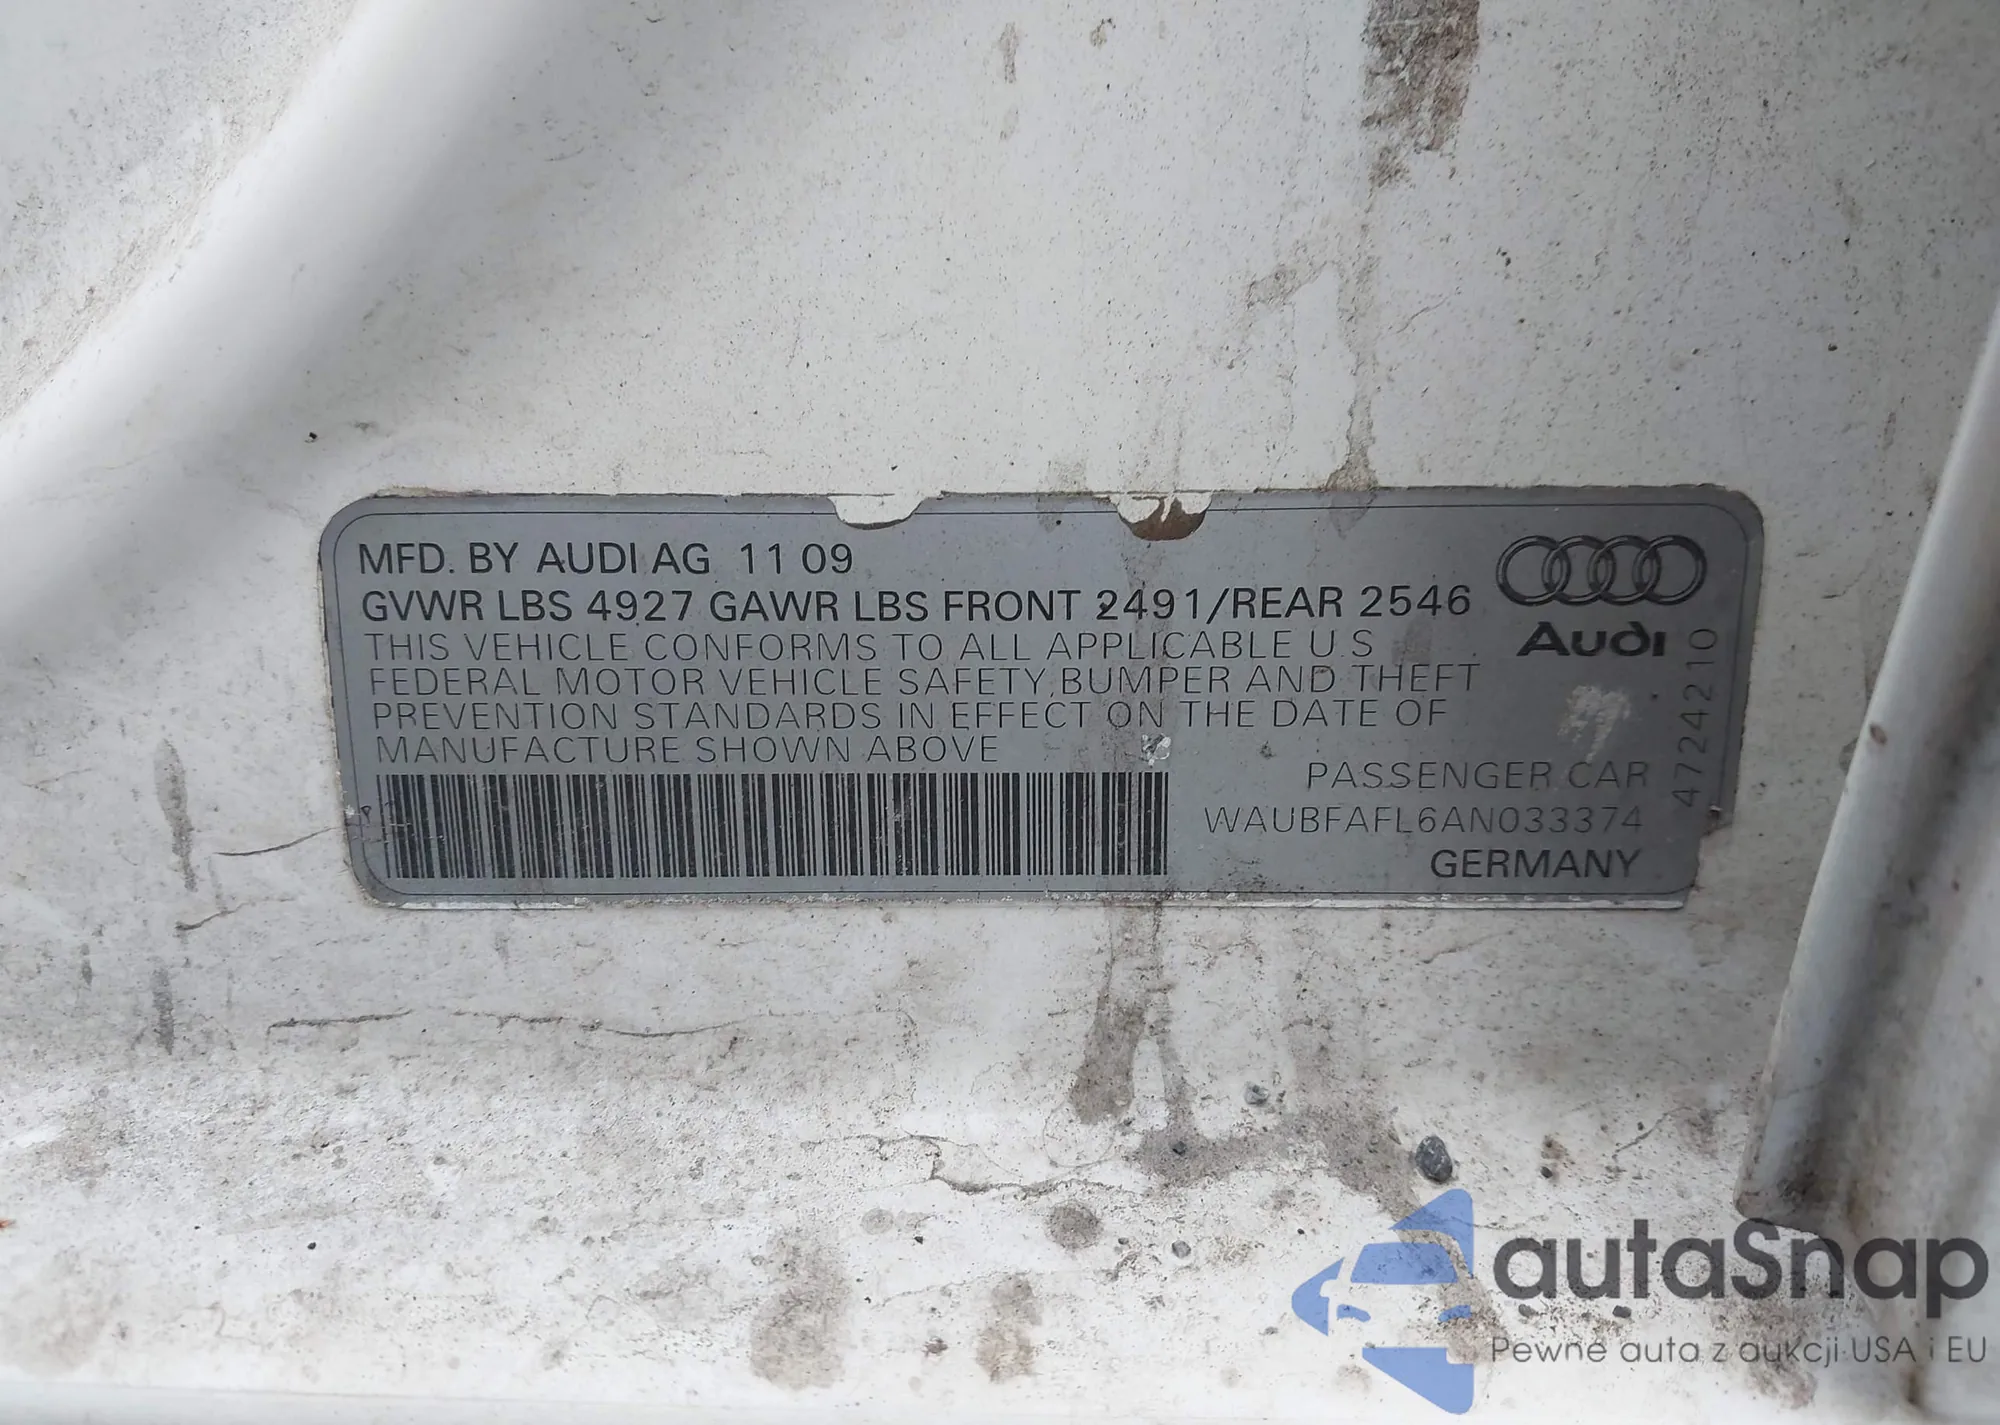 MFD. BY AUDI AG 11 09
GVWR LBS 4927 GAWR LBS FRONT 2491/REAR 2546
THIS VEHICLE CONFORMS TO ALL APPLICABLE U.S
FEDERAL MOTOR VEHICLE SAFETY, BUMPER AND THEFT
PREVENTION STANDARDS IN EFFECT ON THE DATE OF
MANUFACTURE SHOWN ABOVE
Audi
4724210
PASSENGER CAR
WAUBFAFL6AN033374
GERMANY
autaSnap
Pewne auta z aukcji USA i EU